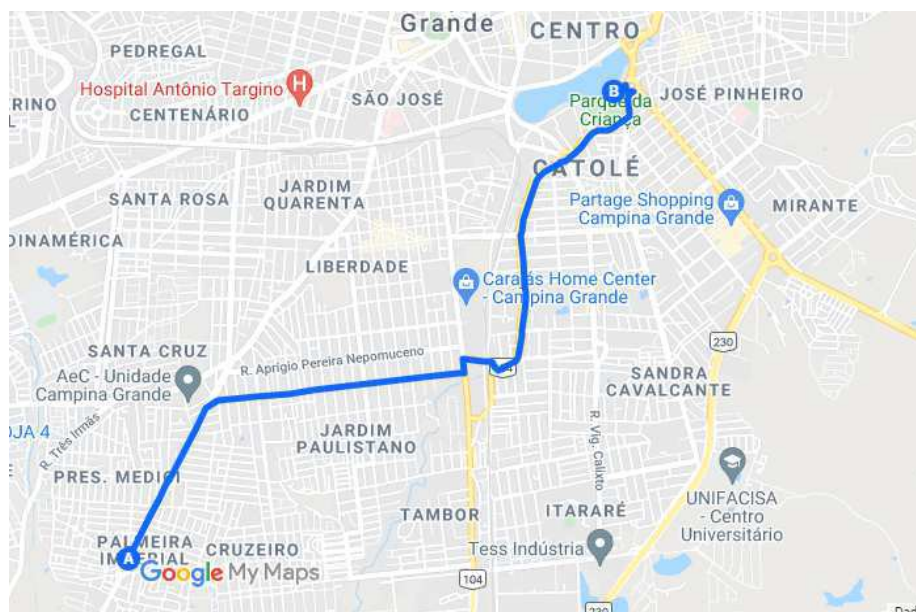 Grande
CENTRO
PEDREGAL
Hospital Antônio Targino
H
CENTENÁRIO
SÃO JOSÉ
B
Parque da
Criança
JOSÉ PINHEIRO
CATOLÉ
SANTA ROSA
JARDIM
QUARENTA
Partage Shopping
Campina Grande
MIRANTE
DINAMÉRICA
LIBERDADE
Carajás Home Center
- Campina Grande
230
SANTA CRUZ
R. Aprígio Pereira Nepomuceno
AeC - Unidade
Campina Grande
SANDRA
CAVALCANTE
R. Três Irmãs
JARDIM
PAULISTANO
R. Vig. Calixto
PRES. MEDICI
UNIFACISA
- Centro
Universitário
TAMBOR
ITARARÉ
PALMEIRA
IMPERIAL
A
CRUZEIRO
Tess Indústria
Google My Maps
104
230